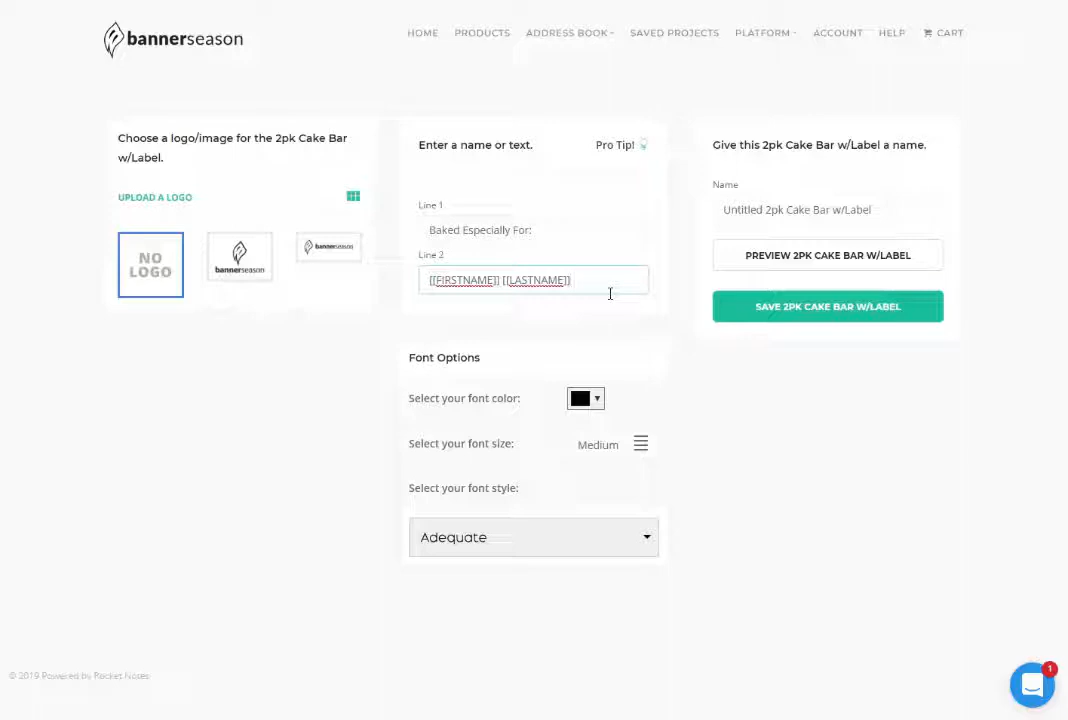 bannerseason
HOME PRODUCTS ADDRESS BOOK SAVED PROJECTS PLATFORM ACCOUNT HELP CART
Choose a logo/image for the 2pk Cake Bar
w/Label.
UPLOAD A LOGO
NO
LOGO
bannerseason
bannerseason
Enter a name or text.
Pro Tip!
Line 1
Baked Especially For:
Line 2
[[FIRSTNAME]] [[LASTNAME]]
Font Options
Select your font color:
Select your font size:
Medium
Select your font style:
Adequate
Give this 2pk Cake Bar w/Label a name.
Name
Untitled 2pk Cake Bar w/Label
PREVIEW 2PK CAKE BAR W/LABEL
SAVE 2PK CAKE BAR W/LABEL
© 2019 Powered by Rocket Notes
1